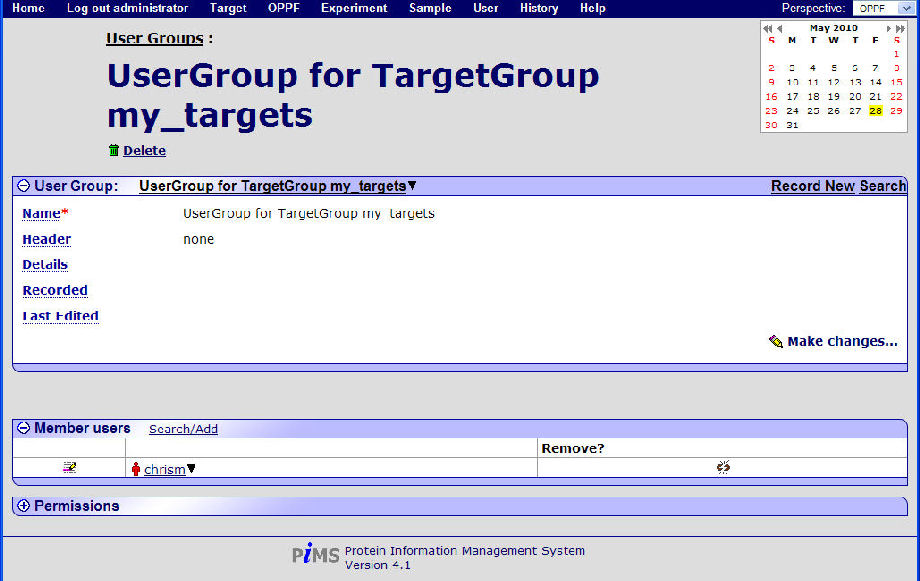 Home Log out administrator Target OPPF Experiment Sample User History Help Perspective: OPPF
User Groups :
UserGroup for TargetGroup
my_targets
Delete
May 2010
S M T W T F S
1
2 3 4 5 6 7 8
9 10 11 12 13 14 15
16 17 18 19 20 21 22
23 24 25 26 27 28 29
30 31
User Group: UserGroup for TargetGroup my_targets Record New Search
Name* UserGroup for TargetGroup my_targets
Header none
Details
Recorded
Last Edited
Make changes...
Member users Search/Add
Remove?
chrism
Permissions
PiMS Protein Information Management System
Version 4.1